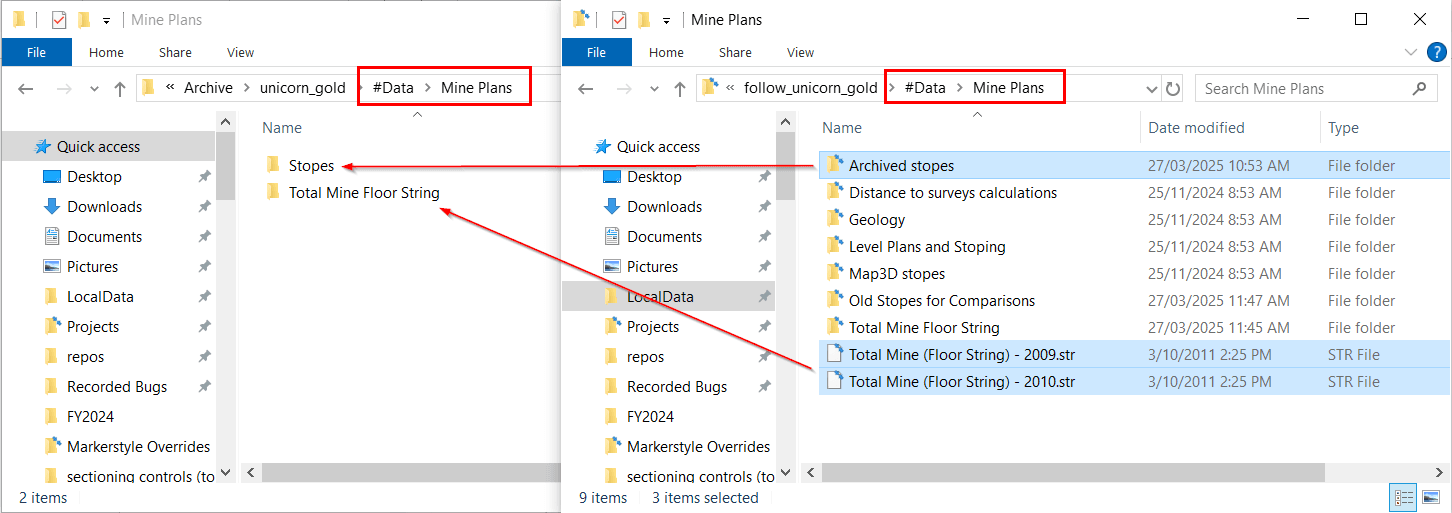 Mine Plans
File Home Share View
« Archive unicorn_gold #Data Mine Plans
Name
Quick access
Desktop
Downloads
Documents
Pictures
LocalData
Projects
repos
Recorded Bugs
FY2024
Markerstyle Overrides
sectioning controls (to
Stopes
Total Mine Floor String
2 items
Mine Plans
File Home Share View
?
« follow_unicorn_gold #Data Mine Plans
Search Mine Plans
Quick access
Desktop
Downloads
Documents
Pictures
LocalData
Projects
repos
Recorded Bugs
FY2024
Markerstyle Overrides
sectioning controls (to
Name Date modified Type
Archived stopes 27/03/2025 10:53 AM File folder
Distance to surveys calculations 25/11/2024 8:53 AM File folder
Geology 25/11/2024 8:53 AM File folder
Level Plans and Stoping 25/11/2024 8:53 AM File folder
Map3D stopes 25/11/2024 8:53 AM File folder
Old Stopes for Comparisons 27/03/2025 11:47 AM File folder
Total Mine Floor String 27/03/2025 11:45 AM File folder
Total Mine (Floor String) - 2009.str 3/10/2011 2:25 PM STR File
Total Mine (Floor String) - 2010.str 3/10/2011 2:25 PM STR File
9 items 3 items selected